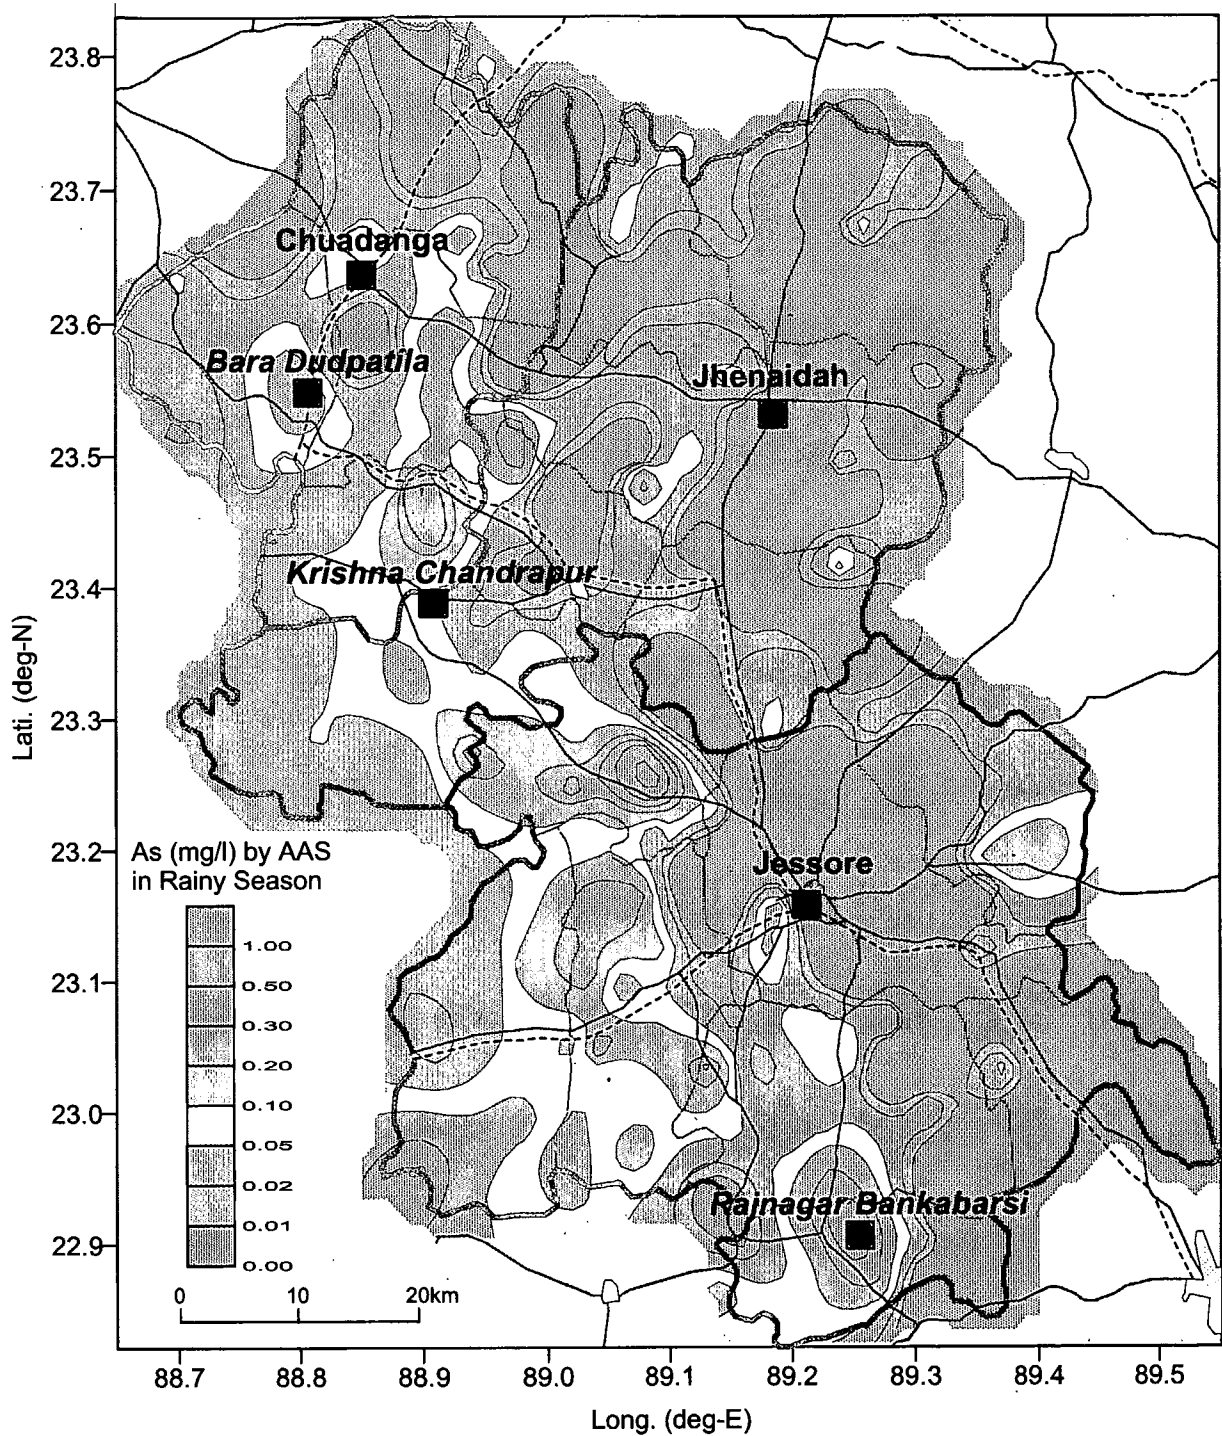 23.8
23.7
23.6
23.5
23.4
23.3
23.2
23.1
23.0
22.9
Lati. (deg-N)
Chuadanga
Bara Dudpatila
Jhenaidah
Krishna Chandrapur
Jessore
Rajnagar Bankabarsi
As (mg/l) by AAS
in Rainy Season
1.00
0.50
0.30
0.20
0.10
0.05
0.02
0.01
0.00
0 10 20km
88.7 88.8 88.9 89.0 89.1 89.2 89.3 89.4 89.5
Long. (deg-E)